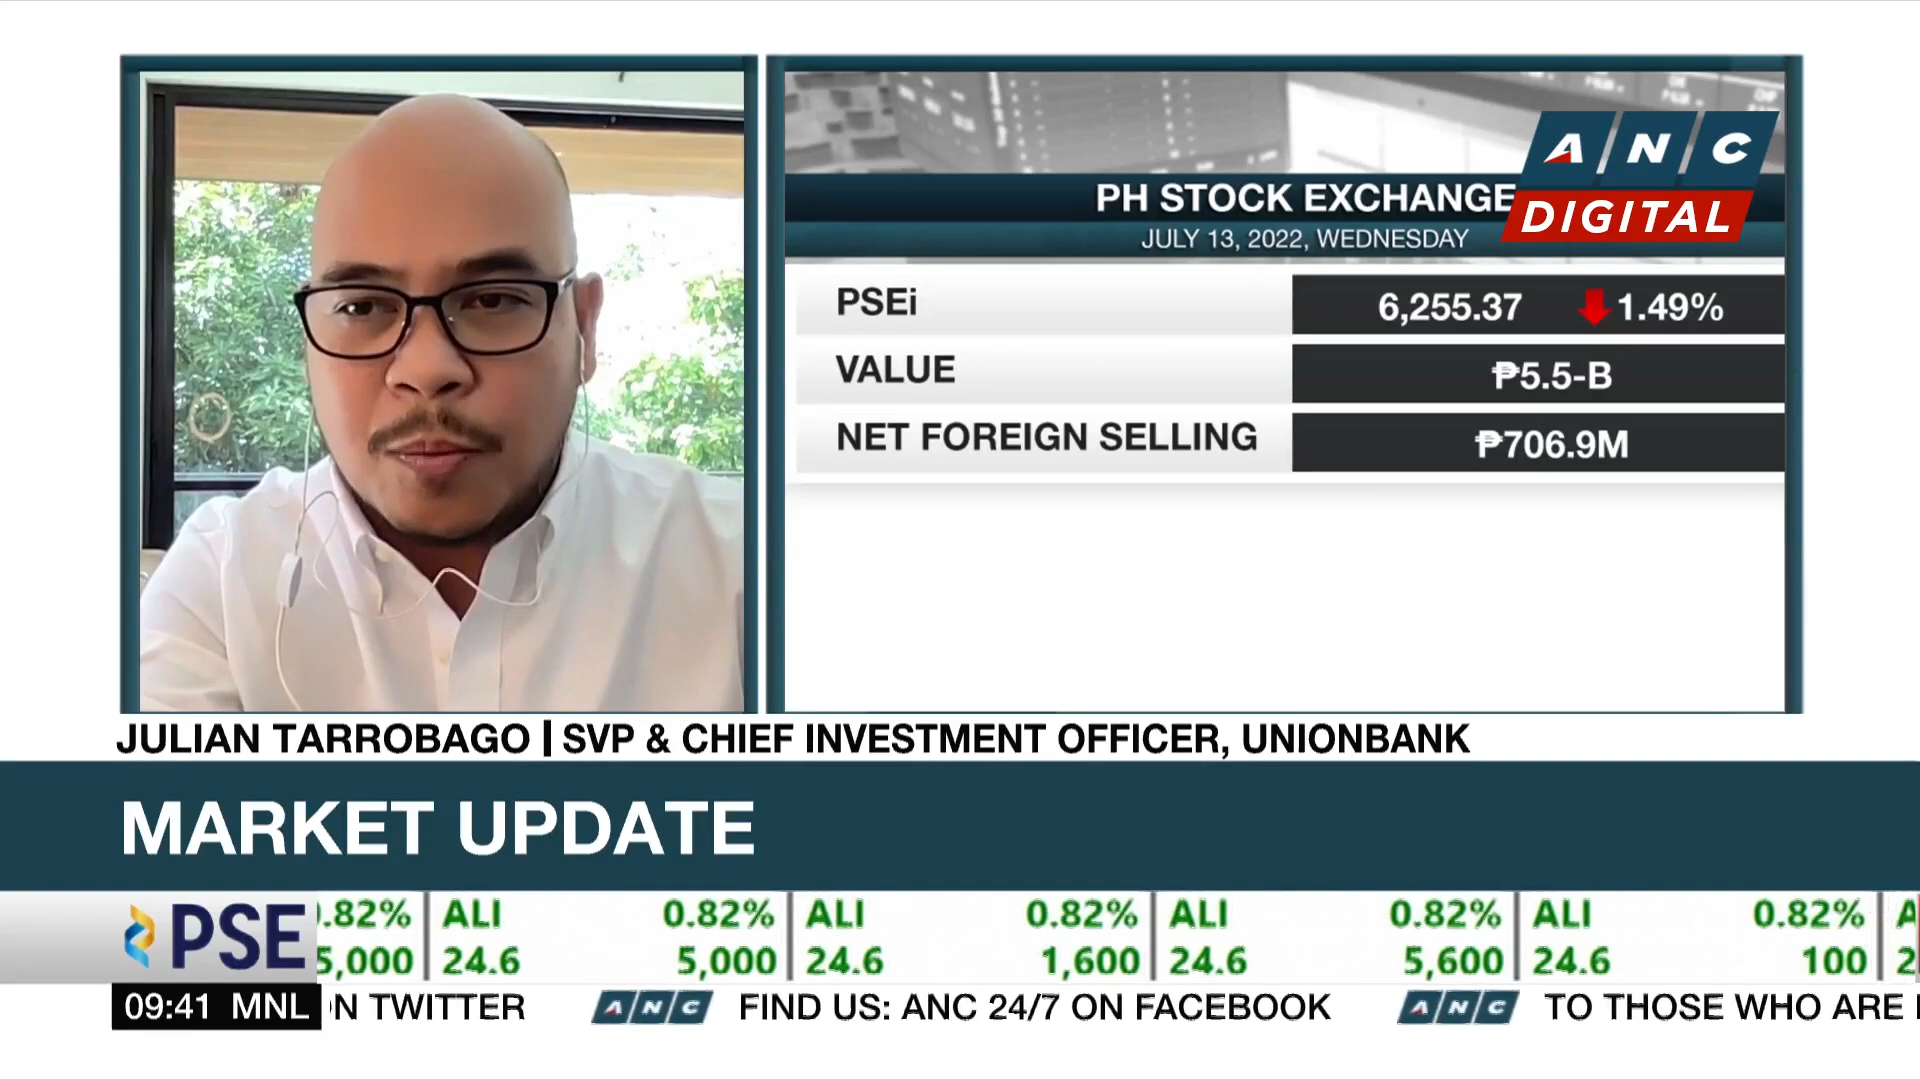 ANC
DIGITAL
PH STOCK EXCHANGE
JULY 13, 2022, WEDNESDAY
PSEi 6,255.37 1.49%
VALUE ₱5.5-B
NET FOREIGN SELLING ₱706.9M
JULIAN TARROBAGO | SVP & CHIEF INVESTMENT OFFICER, UNIONBANK
MARKET UPDATE
PSE
.82% ALI 0.82% ALI 0.82% ALI 0.82% ALI 0.82% A
5,000 24.6 5,000 24.6 1,600 24.6 5,600 24.6 100 2
09:41 MNL N TWITTER ANC FIND US: ANC 24/7 ON FACEBOOK ANC TO THOSE WHO ARE